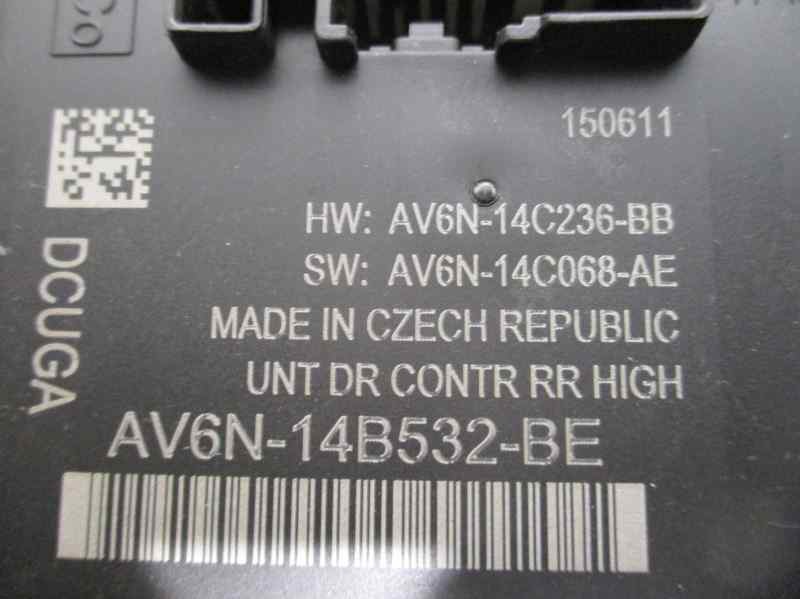 Co
150611
HW: AV6N-14C236-BB
SW: AV6N-14C068-AE
DCUGA
MADE IN CZECH REPUBLIC
UNT DR CONTR RR HIGH
AV6N-14B532-BE